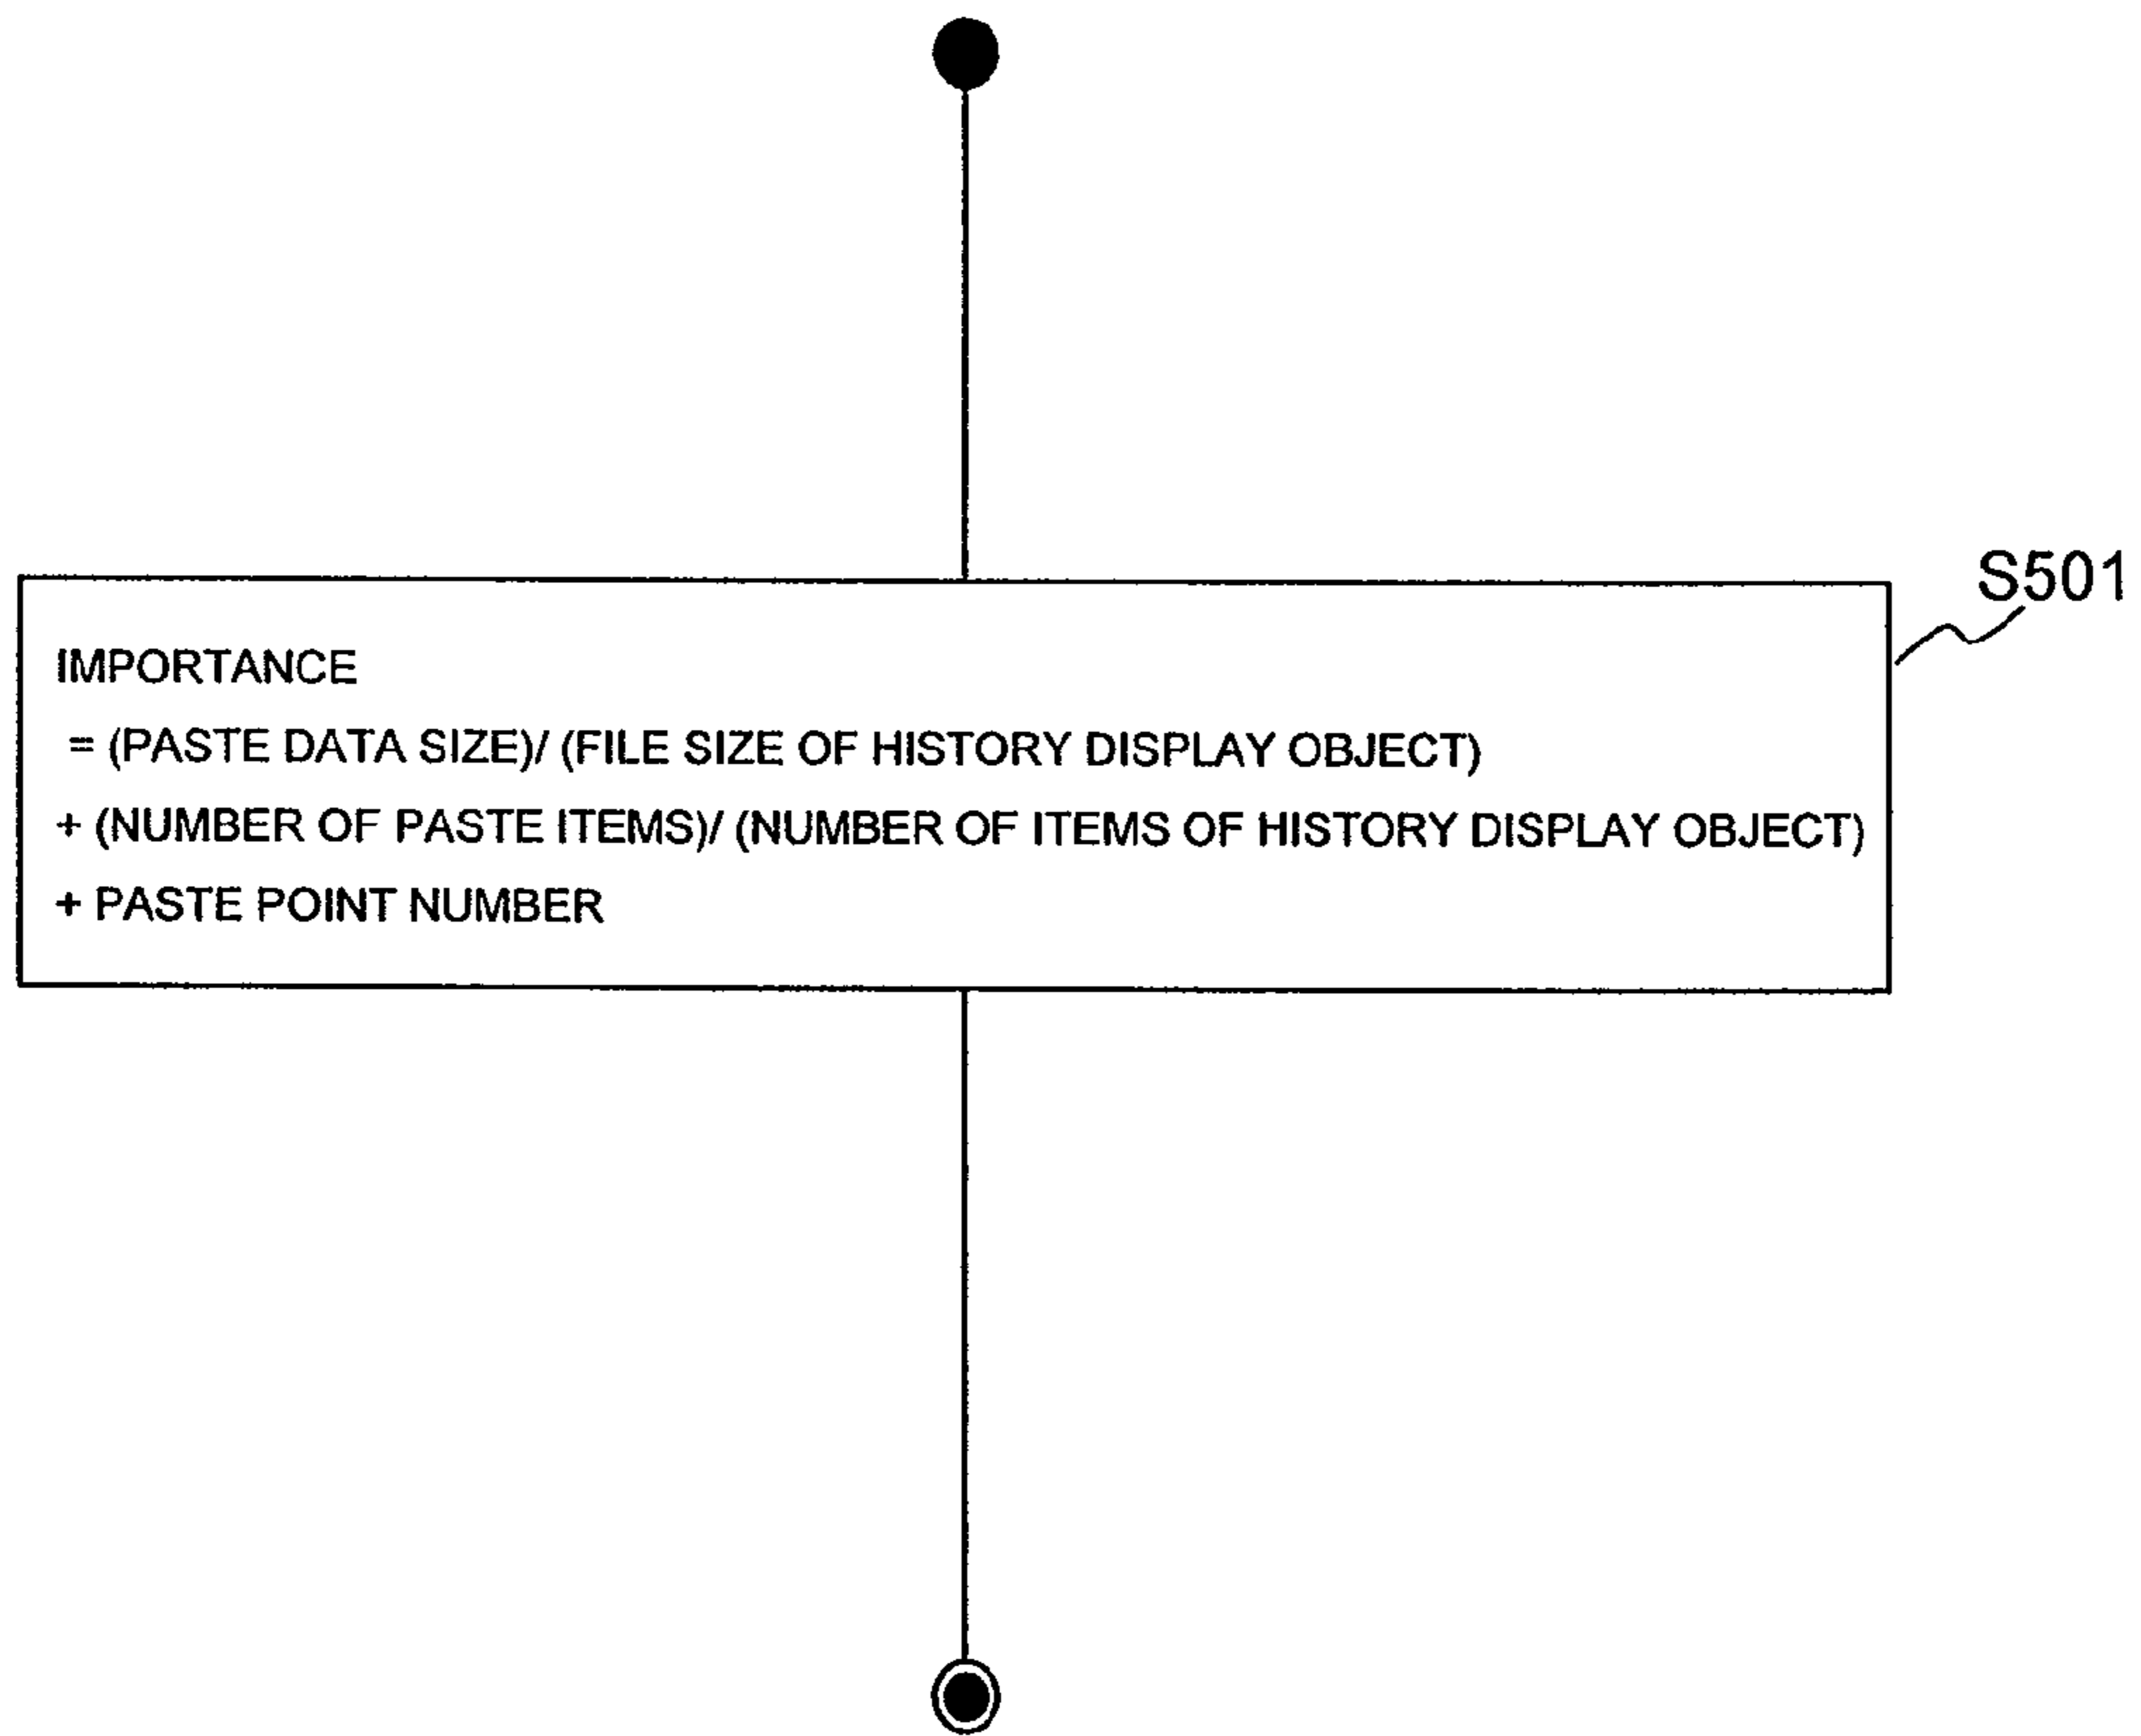 S501
IMPORTANCE
= (PASTE DATA SIZE)/ (FILE SIZE OF HISTORY DISPLAY OBJECT)
+ (NUMBER OF PASTE ITEMS)/ (NUMBER OF ITEMS OF HISTORY DISPLAY OBJECT)
+ PASTE POINT NUMBER